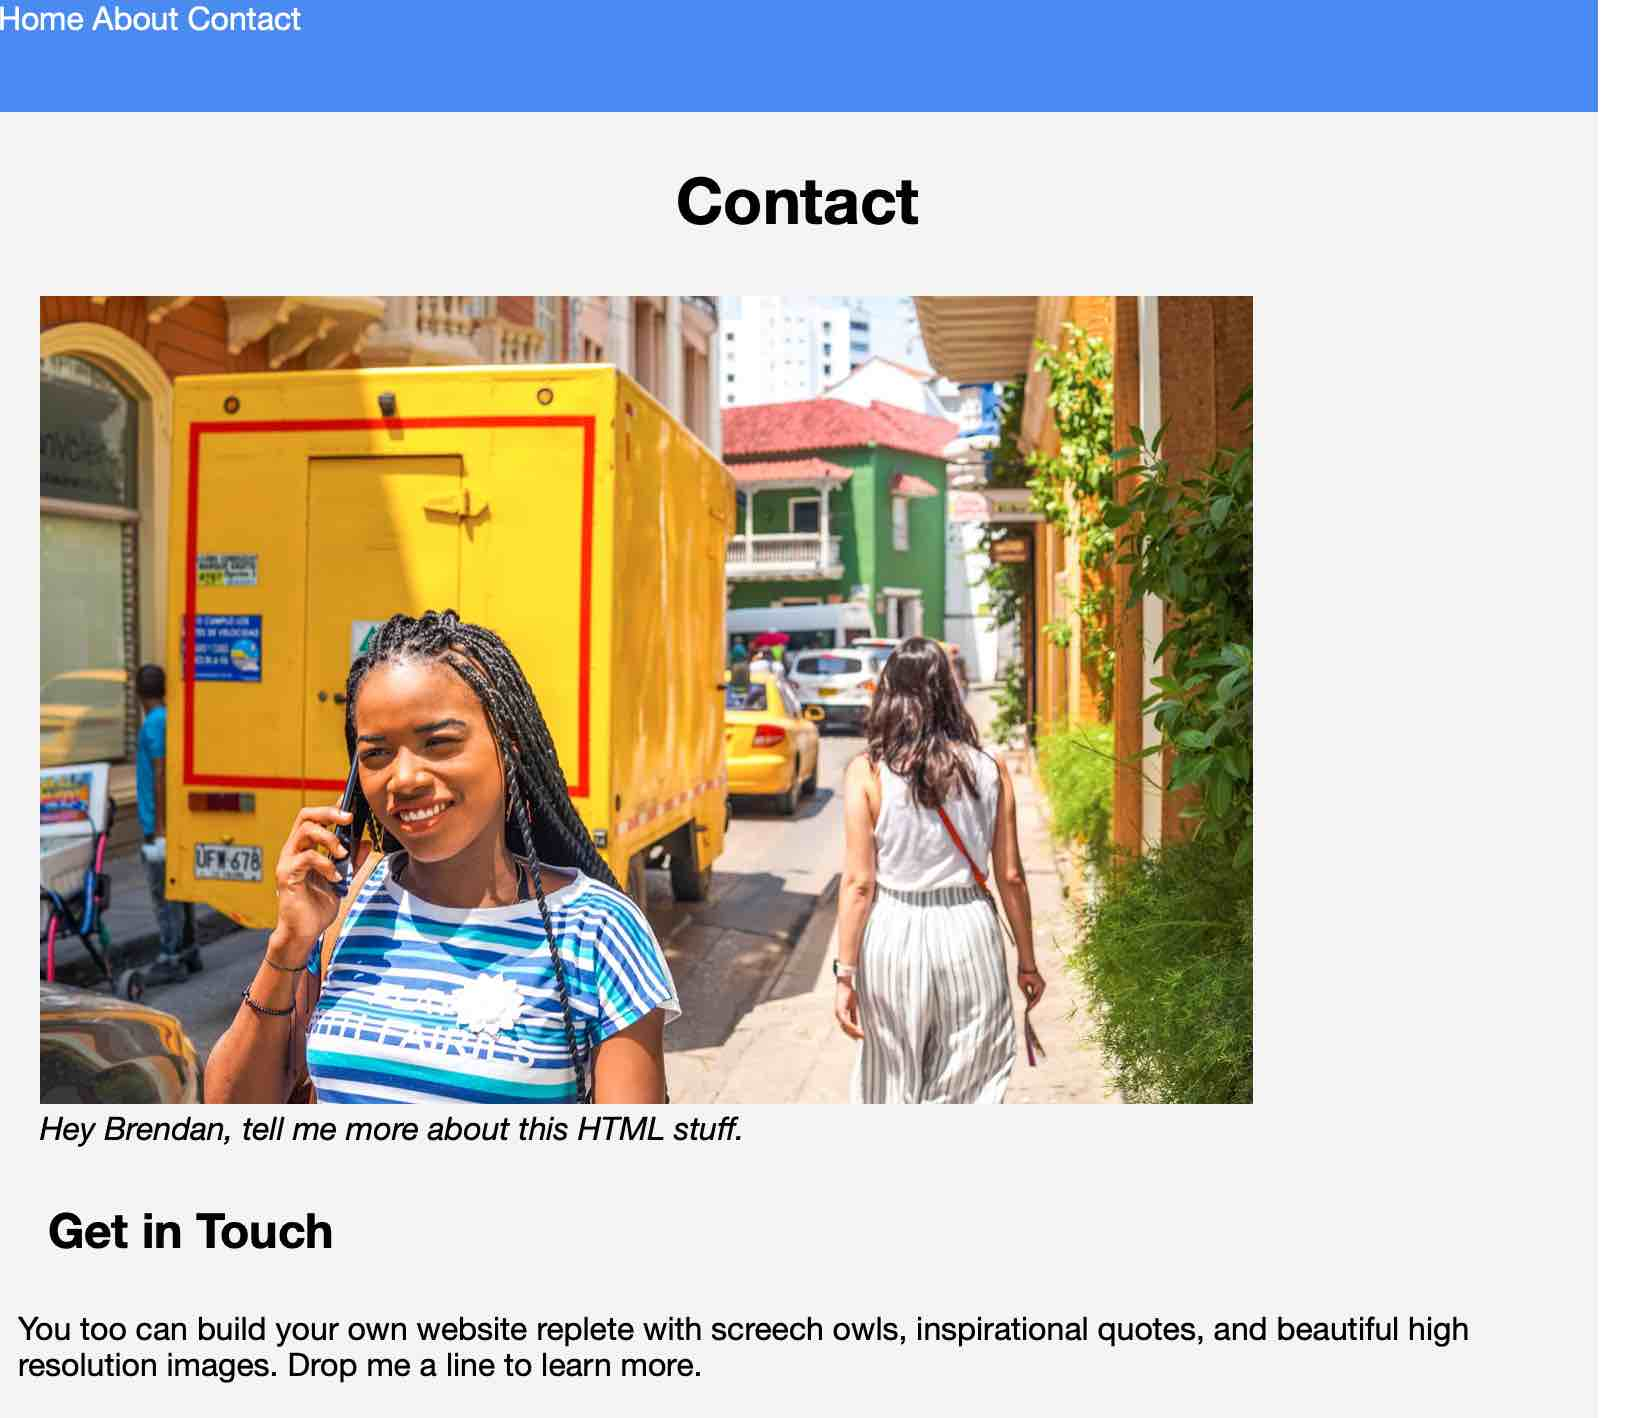 Home About Contact
Contact
UFW-678
Hey Brendan, tell me more about this HTML stuff.
Get in Touch
You too can build your own website replete with screech owls, inspirational quotes, and beautiful high
resolution images. Drop me a line to learn more.